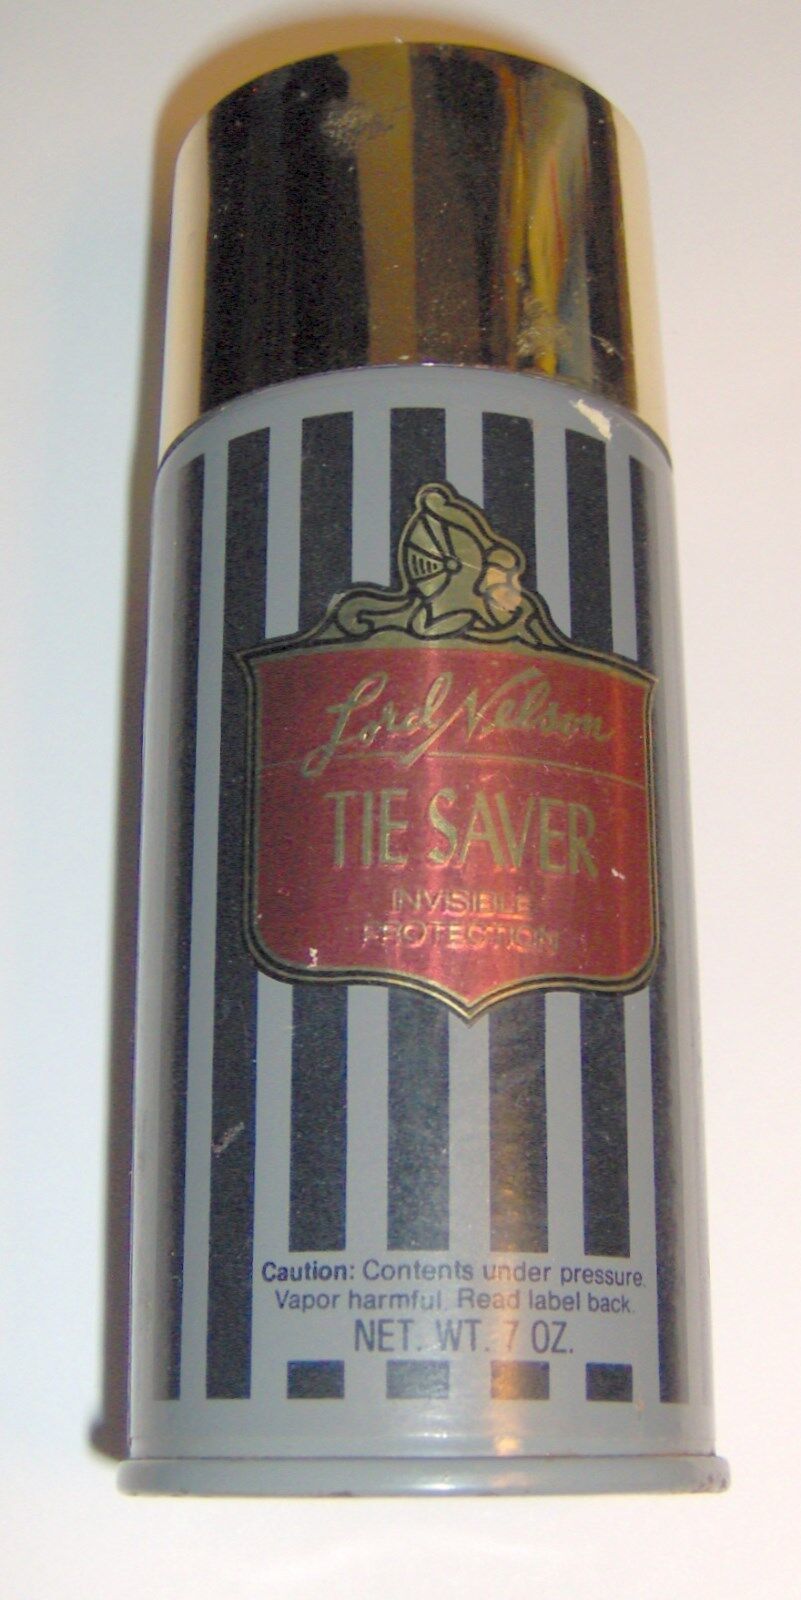 Lord Nelson
TIE SAVER
INVISIBLE
PROTECTION
Caution: Contents under pressure.
Vapor harmful. Read label back.
NET. WT. 7 OZ.